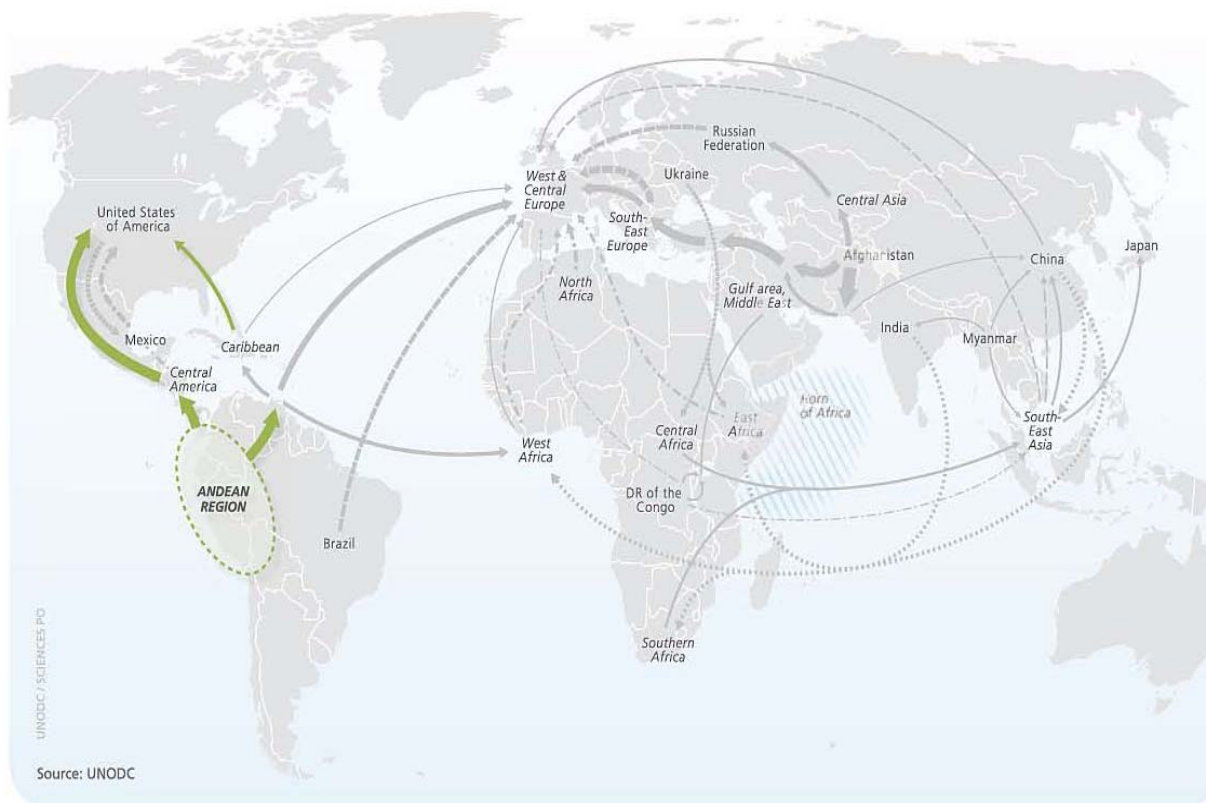 Russian
Federation
West &
Central
Europe
Ukraine
Central Asia
United States
of America
South-
East
Europe
Afghanistan
China
Japan
North
Africa
Gulf area,
Middle East
India
Myanmar
Mexico
Caribbean
Central
America
Horn
of Africa
East
Africa
Central
Africa
West
Africa
South-
East
Asia
ANDEAN
REGION
DR of the
Congo
Brazil
Southern
Africa
UNODC / SCIENCES PO
Source: UNODC